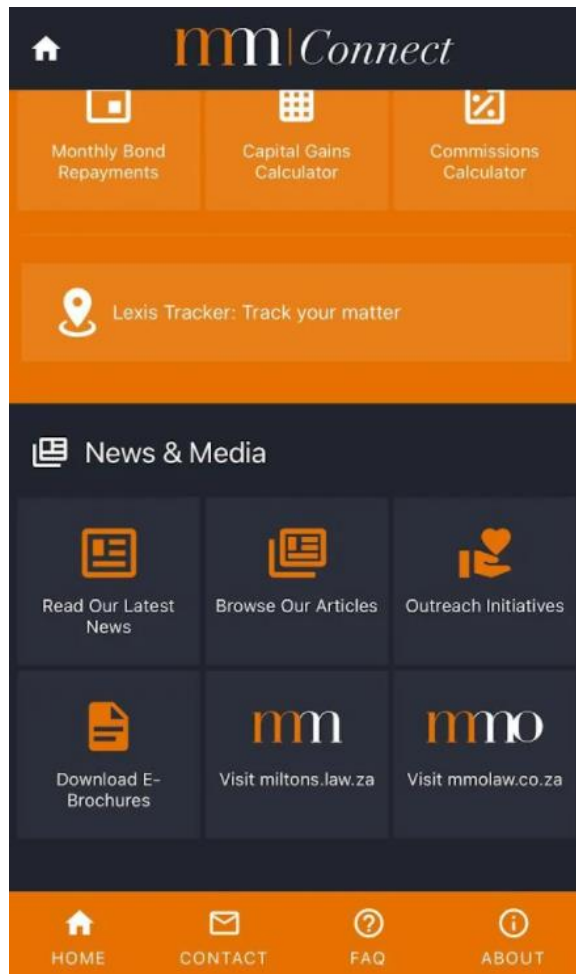 mm|Connect
Monthly Bond
Repayments
Capital Gains
Calculator
Commissions
Calculator
Lexis Tracker: Track your matter
News & Media
Read Our Latest
News
Browse Our Articles
Outreach Initiatives
Download E-
Brochures
mm
Visit miltons.law.za
mmo
Visit mmolaw.co.za
HOME
CONTACT
FAQ
ABOUT